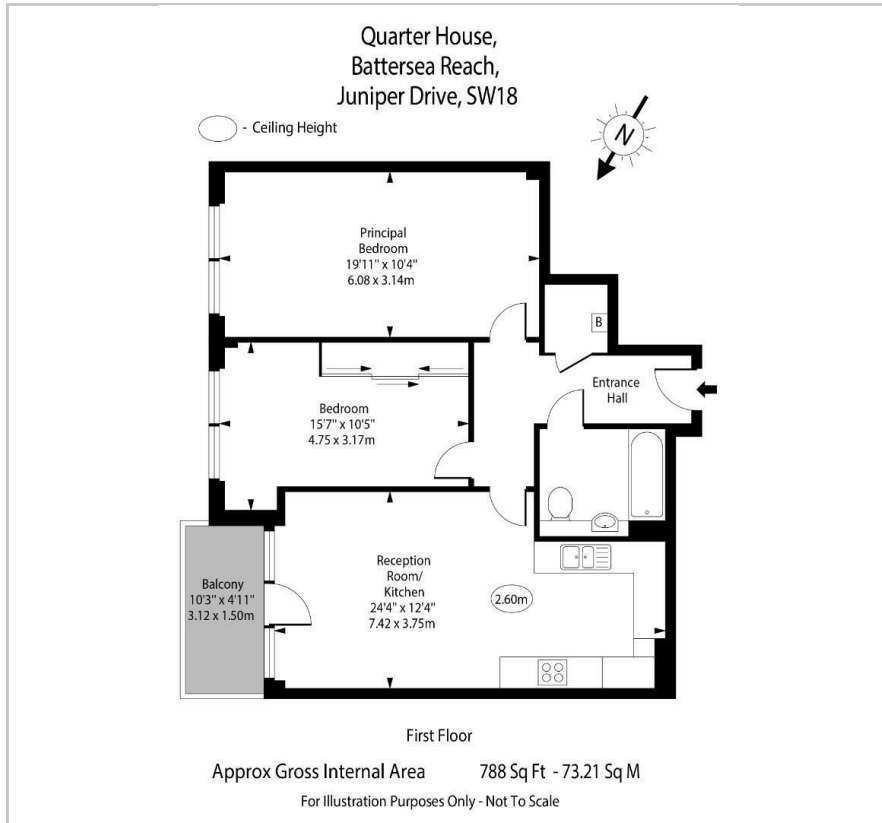 Quarter House,
Battersea Reach,
Juniper Drive, SW18
- Ceiling Height
N
Principal
Bedroom
19'11" x 10'4"
6.08 x 3.14m
B
Entrance
Hall
Bedroom
15'7" x 10'5"
4.75 x 3.17m
Balcony
10'3" x 4'11"
3.12 x 1.50m
Reception
Room/
Kitchen
24'4" x 12'4"
7.42 x 3.75m
2.60m
First Floor
Approx Gross Internal Area 788 Sq Ft - 73.21 Sq M
For Illustration Purposes Only - Not To Scale